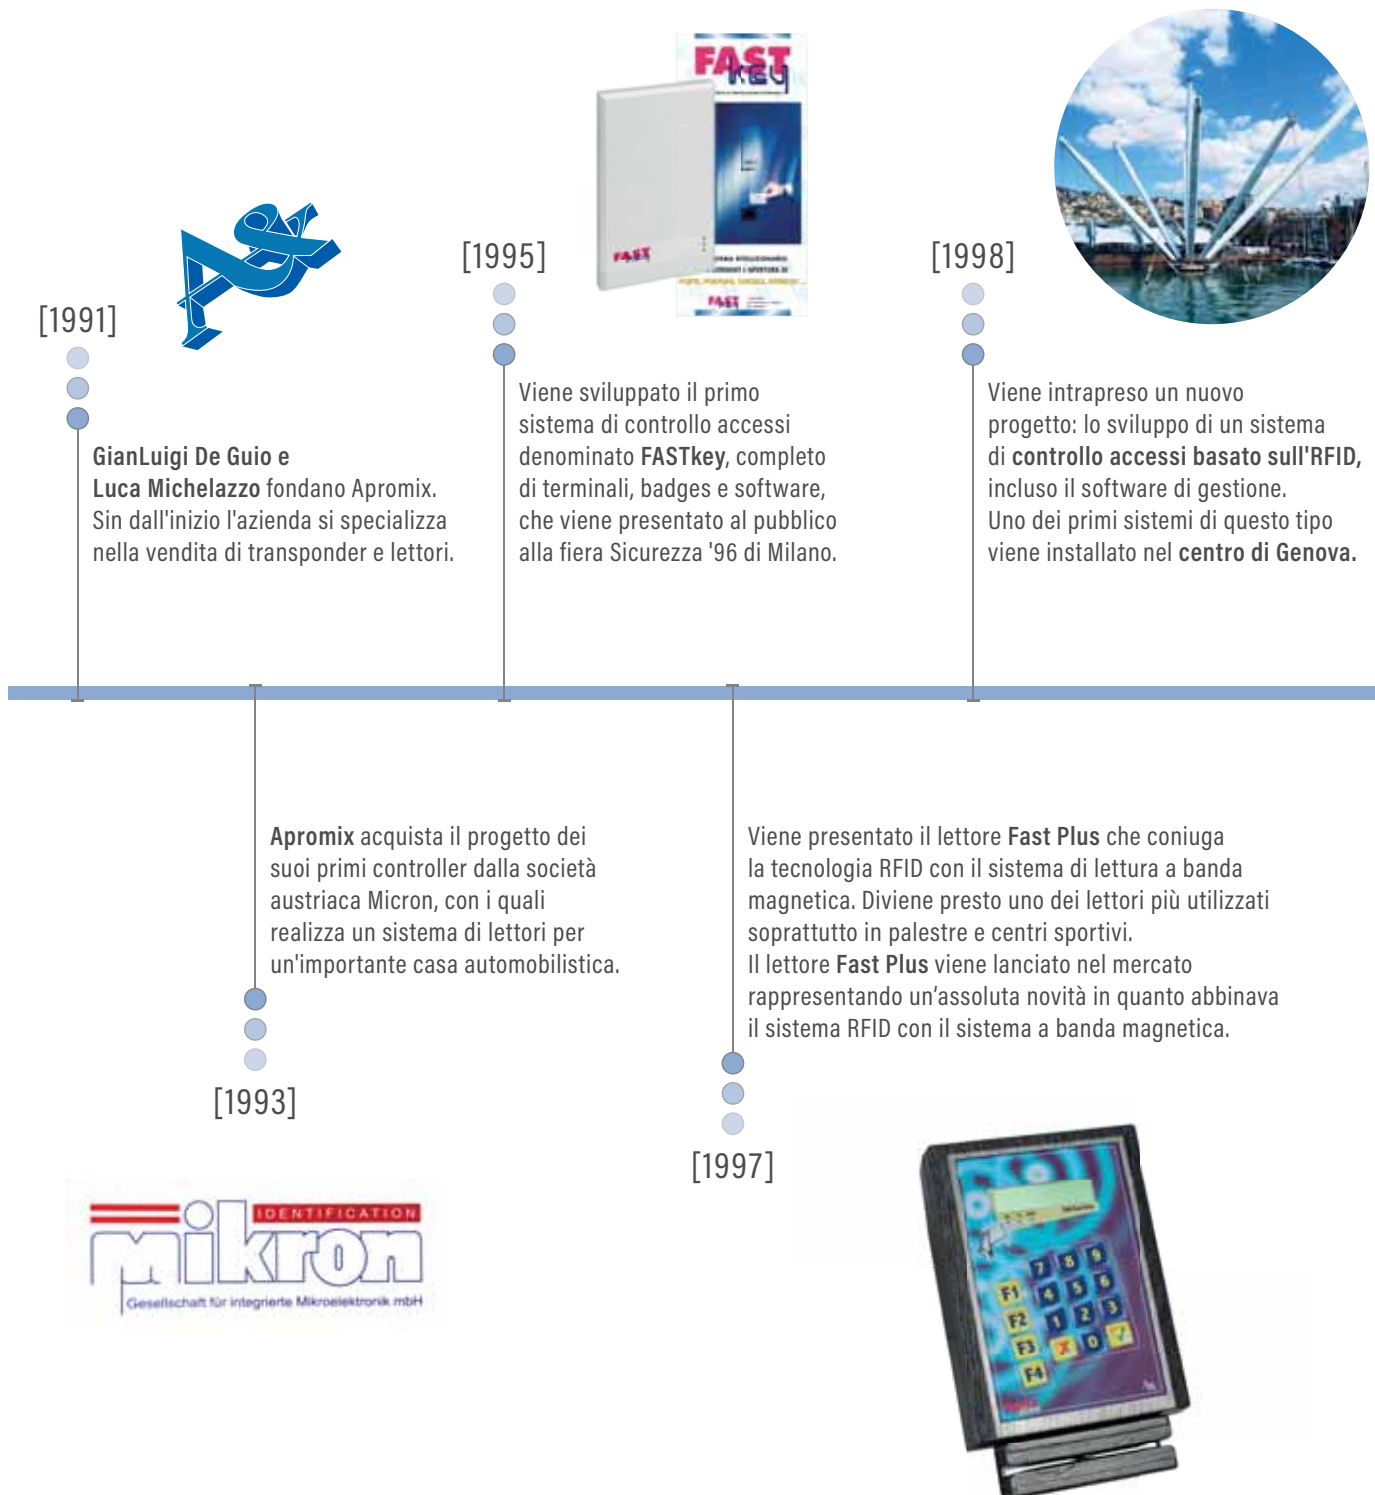 FAST
KEY
FAST
KEY
PORTE, PORTONI, CANCELLI, INGRESSI
FAST
KEY
[1991]
GianLuigi De Guio e
Luca Michelazzo fondano Apromix.
Sin dall'inizio l'azienda si specializza
nella vendita di transponder e lettori.
[1995]
Viene sviluppato il primo
sistema di controllo accessi
denominato FASTkey, completo
di terminali, badges e software,
che viene presentato al pubblico
alla fiera Sicurezza '96 di Milano.
[1998]
Viene intrapreso un nuovo
progetto: lo sviluppo di un sistema
di controllo accessi basato sull'RFID,
incluso il software di gestione.
Uno dei primi sistemi di questo tipo
viene installato nel centro di Genova.
Apromix acquista il progetto dei
suoi primi controller dalla società
austriaca Micron, con i quali
realizza un sistema di lettori per
un'importante casa automobilistica.
[1993]
IDENTIFICATION
mikron
Gesellschaft für integrierte Mikroelektronik mbH
Viene presentato il lettore Fast Plus che coniuga
la tecnologia RFID con il sistema di lettura a banda
magnetica. Diviene presto uno dei lettori più utilizzati
soprattutto in palestre e centri sportivi.
Il lettore Fast Plus viene lanciato nel mercato
rappresentando un’assoluta novità in quanto abbinava
il sistema RFID con il sistema a banda magnetica.
[1997]
7 8 9
F1 4 5 6
F2 1 2 3
F3 0
F4